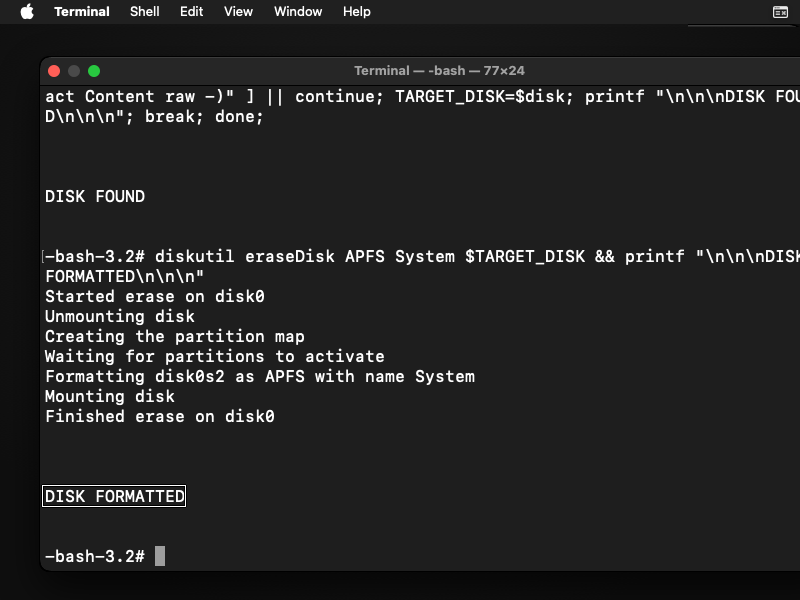 Terminal Shell Edit View Window Help
Terminal — -bash — 77×24
act Content raw -)" ] || continue; TARGET_DISK=$disk; printf "\n\n\nDISK FOU
D\n\n\n"; break; done;
DISK FOUND
-bash-3.2# diskutil eraseDisk APFS System $TARGET_DISK && printf "\n\n\nDISK
FORMATTED\n\n\n"
Started erase on disk0
Unmounting disk
Creating the partition map
Waiting for partitions to activate
Formatting disk0s2 as APFS with name System
Mounting disk
Finished erase on disk0
DISK FORMATTED
-bash-3.2#